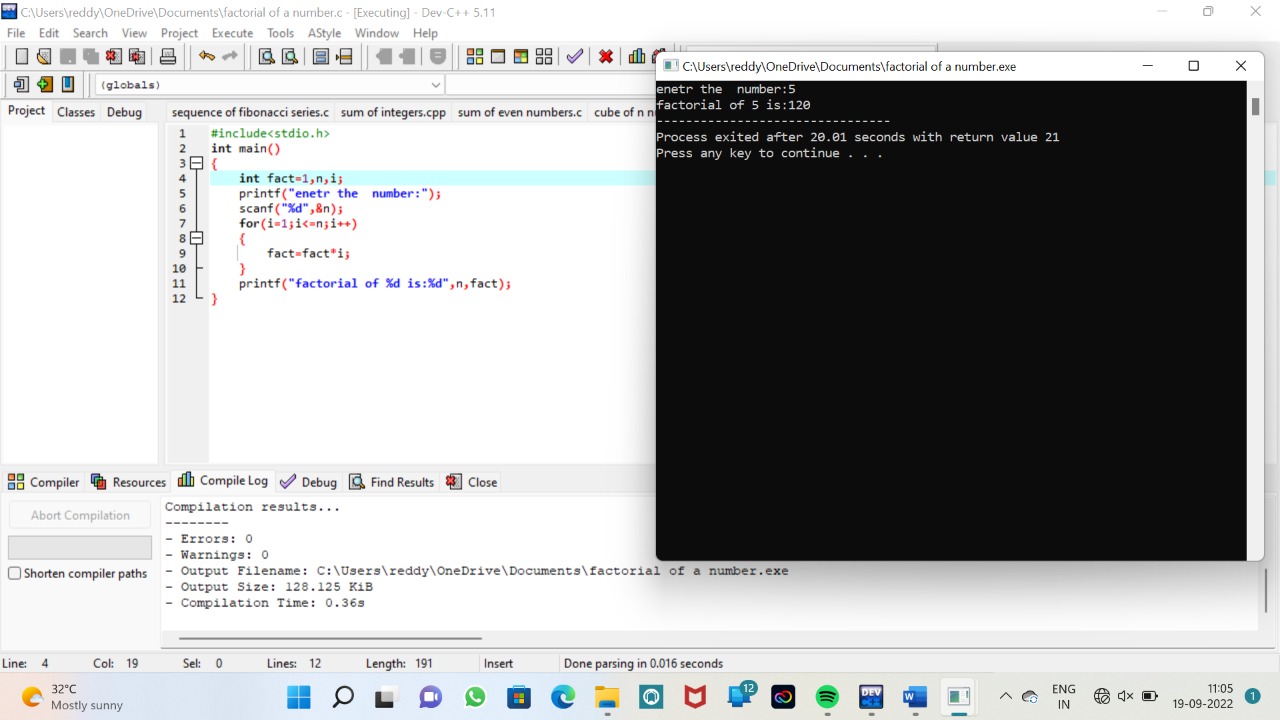 C:\Users\reddy\OneDrive\Documents\factorial of a number.c - [Executing] - Dev-C++ 5.11
File Edit Search View Project Execute Tools AStyle Window Help
(globals)
Project Classes Debug
sequence of fibonacci series.c sum of integers.cpp sum of even numbers.c cube of n
1 #include<stdio.h>
2 int main()
3 {
4 int fact=1,n,i;
5 printf("enetr the  number:");
6 scanf("%d",&n);
7 for(i=1;i<=n;i++)
8 {
9 fact=fact*i;
10 }
11 printf("factorial of %d is:%d",n,fact);
12 }
C:\Users\reddy\OneDrive\Documents\factorial of a number.exe
enetr the  number:5
factorial of 5 is:120
--------------------------------
Process exited after 20.01 seconds with return value 21
Press any key to continue . . .
Compiler Resources Compile Log Debug Find Results Close
Abort Compilation
Shorten compiler paths
Compilation results...
--------
- Errors: 0
- Warnings: 0
- Output Filename: C:\Users\reddy\OneDrive\Documents\factorial of a number.exe
- Output Size: 128.125 KiB
- Compilation Time: 0.36s
Line: 4 Col: 19 Sel: 0 Lines: 12 Length: 191 Insert Done parsing in 0.016 seconds
32°C
Mostly sunny
12
DEV
ENG
IN
11:05
19-09-2022
1